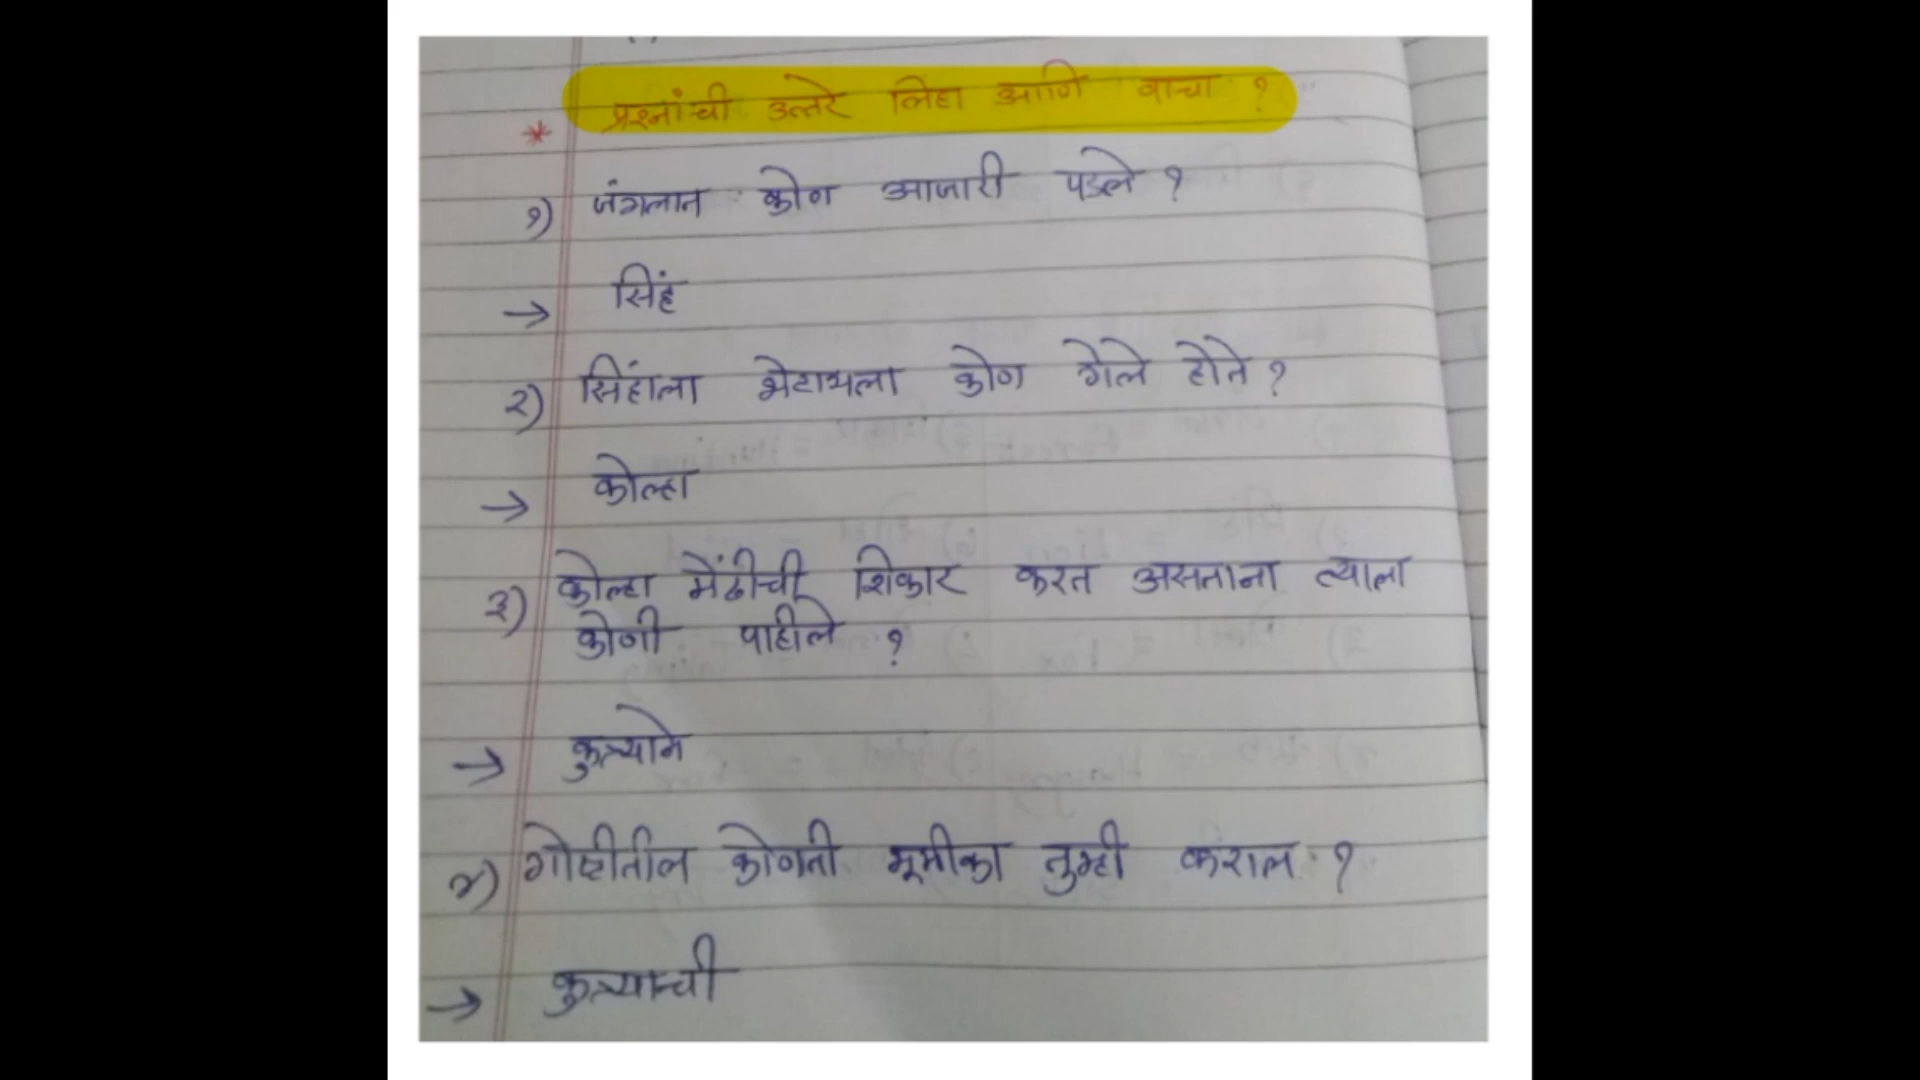 * प्रश्नांची उत्तरे लिहा आणि वाचा ?
१) जंगलात कोण आजारी पडले ?
→ सिंह
२) सिंहाला भेटायला कोण गेले होते ?
→ कोल्हा
३) कोल्हा मेंढीची शिकार करत असताना त्याला
कोणी पाहीले ?
→ कुत्र्याने
४) गोष्टीतील कोणती भूमीका तुम्ही कराल ?
→ कुत्र्याची